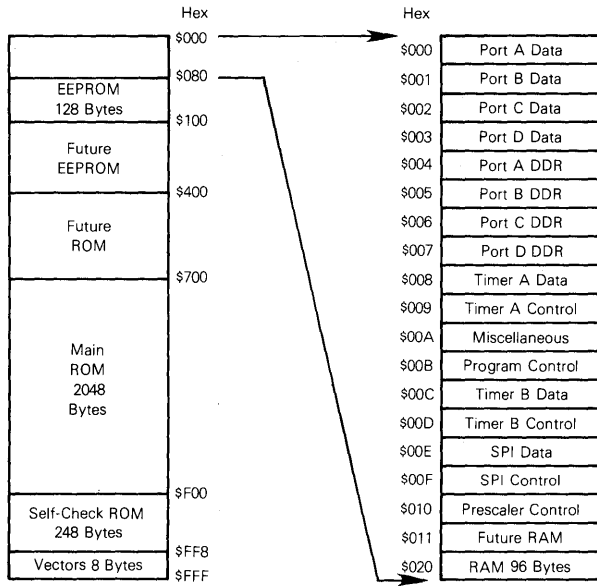 Hex
$000
$080
EEPROM
128 Bytes
$100
Future
EEPROM
$400
Future
ROM
$700
Main
ROM
2048
Bytes
$F00
Self-Check ROM
248 Bytes
$FF8
Vectors 8 Bytes
$FFF
Hex
$000 Port A Data
$001 Port B Data
$002 Port C Data
$003 Port D Data
$004 Port A DDR
$005 Port B DDR
$006 Port C DDR
$007 Port D DDR
$008 Timer A Data
$009 Timer A Control
$00A Miscellaneous
$00B Program Control
$00C Timer B Data
$00D Timer B Control
$00E SPI Data
$00F SPI Control
$010 Prescaler Control
$011 Future RAM
$020 RAM 96 Bytes